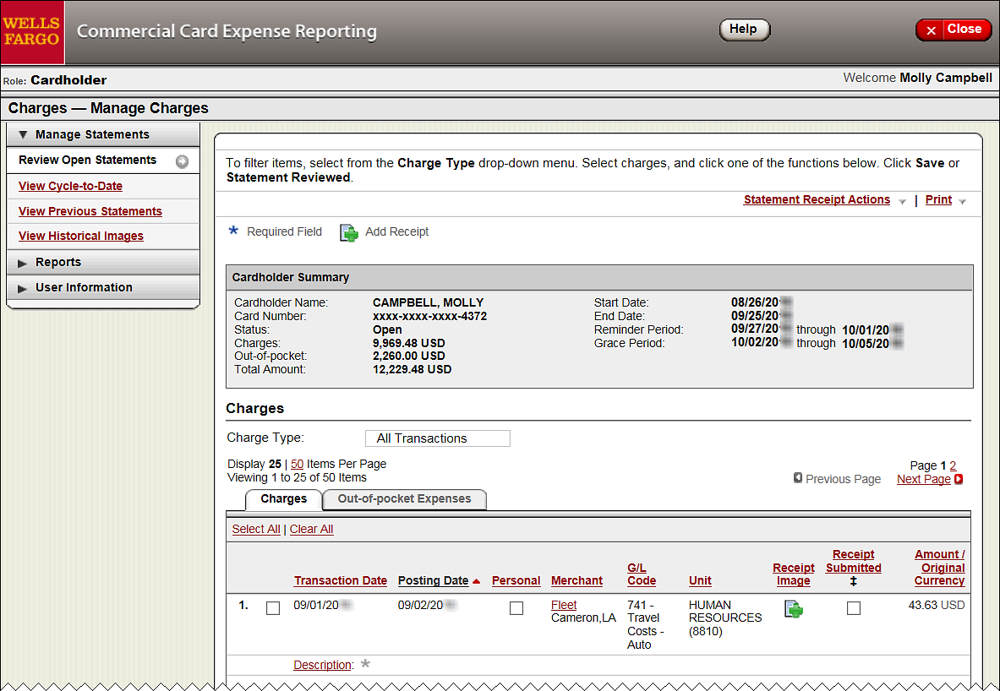 WELLS
FARGO
Commercial Card Expense Reporting
Help
Close
Role: Cardholder
Welcome Molly Campbell
Charges — Manage Charges
Manage Statements
Review Open Statements
View Cycle-to-Date
View Previous Statements
View Historical Images
Reports
User Information
To filter items, select from the Charge Type drop-down menu. Select charges, and click one of the functions below. Click Save or
Statement Reviewed.
Statement Receipt Actions | Print
* Required Field Add Receipt
Cardholder Summary
Cardholder Name: CAMPBELL, MOLLY Start Date: 08/26/20
Card Number: xxxx-xxxx-xxxx-4372 End Date: 09/25/20
Status: Open Reminder Period: 09/27/20 through 10/01/20
Charges: 9,969.48 USD Grace Period: 10/02/20 through 10/05/20
Out-of-pocket: 2,260.00 USD
Total Amount: 12,229.48 USD
Charges
Charge Type: All Transactions
Display 25 | 50 Items Per Page
Viewing 1 to 25 of 50 Items
Page 1 2
Previous Page Next Page
Charges Out-of-pocket Expenses
Select All | Clear All
Transaction Date Posting Date Personal Merchant G/L Code Unit Receipt Image Receipt Submitted ‡ Amount / Original Currency
1. 09/01/20 09/02/20 Fleet 741 - HUMAN 43.63 USD
Cameron,LA Travel RESOURCES
Costs - (8810)
Auto
Description: *